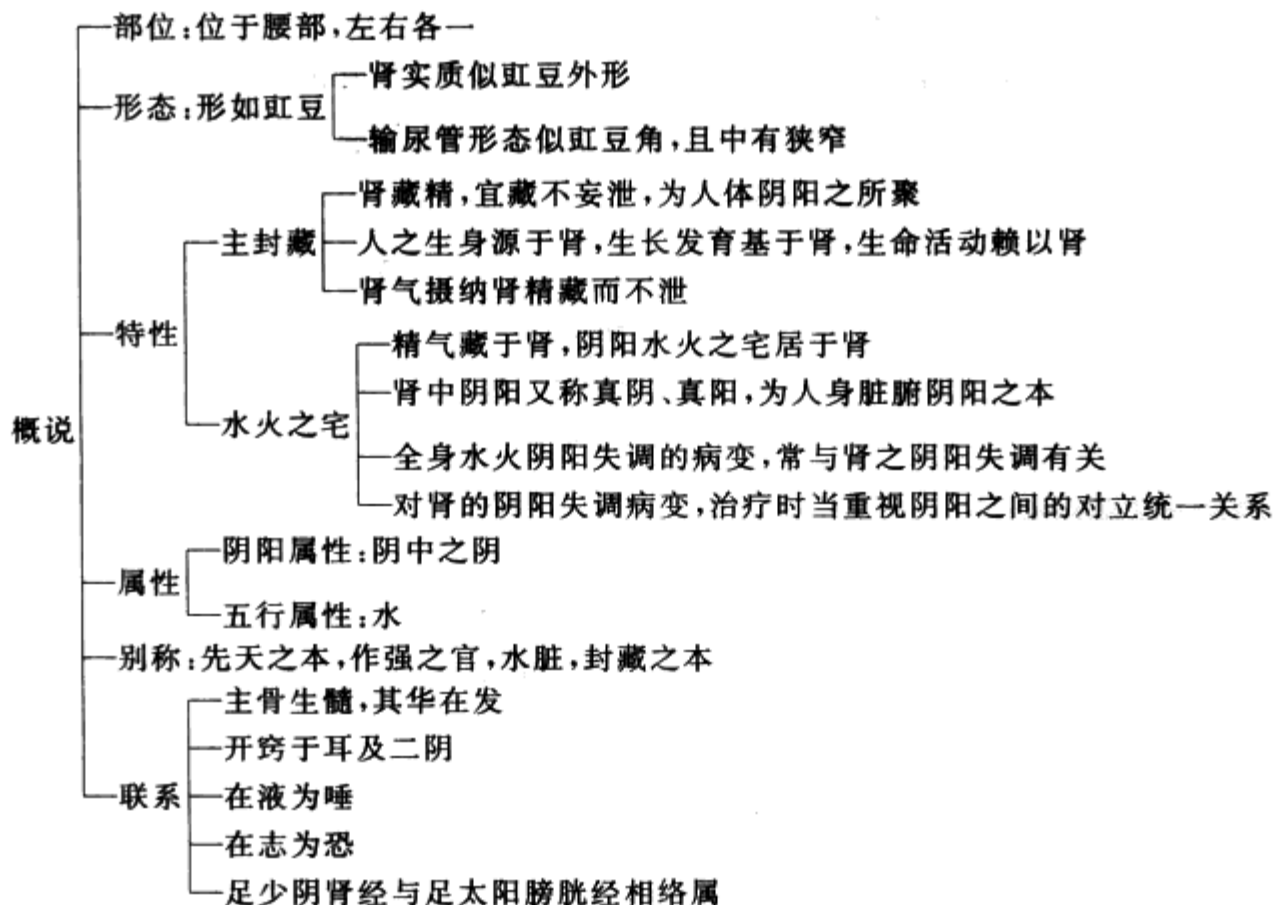 部位:位于腰部,左右各一
肾实质似豇豆外形
形态:形如豇豆
输尿管形态似豇豆角,且中有狭窄
肾藏精,宜藏不妄泄,为人体阴阳之所聚
主封藏
人之生身源于肾,生长发育基于肾,生命活动赖以肾
肾气摄纳肾精藏而不泄
特性
精气藏于肾,阴阳水火之宅居于肾
肾中阴阳又称真阴、真阳,为人身脏腑阴阳之本
概说
水火之宅
全身水火阴阳失调的病变,常与肾之阴阳失调有关
对肾的阴阳失调病变,治疗时当重视阴阳之间的对立统一关系
阴阳属性:阴中之阴
属性
五行属性:水
别称:先天之本,作强之官,水脏,封藏之本
主骨生髓,其华在发
开窍于耳及二阴
联系
在液为唾
在志为恐
足少阴肾经与足太阳膀胱经相络属